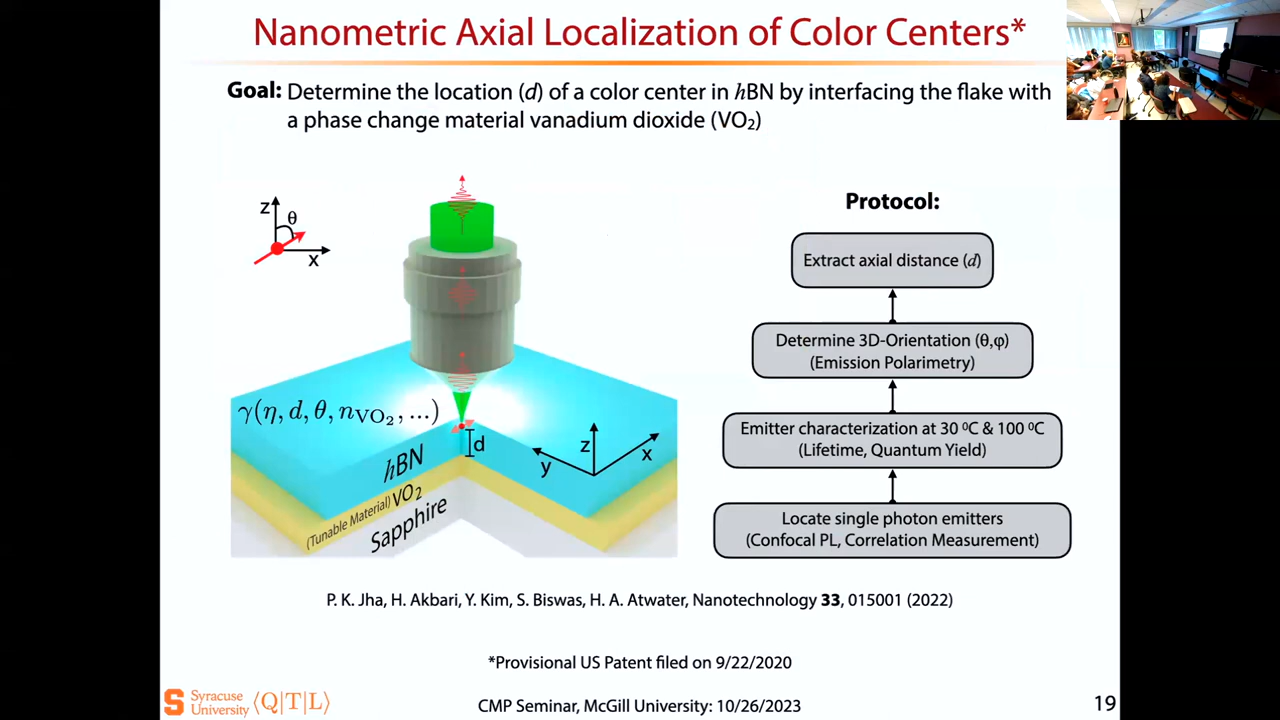 Nanometric Axial Localization of Color Centers*
Goal: Determine the location (d) of a color center in hBN by interfacing the flake with
a phase change material vanadium dioxide (VO₂)
z
θ
x
γ(η, d, θ, nVO₂, ...)
d
z
y
x
hBN
(Tunable Material) VO₂
Sapphire
Protocol:
Extract axial distance (d)
Determine 3D-Orientation (θ,φ)
(Emission Polarimetry)
Emitter characterization at 30 ⁰C & 100 ⁰C
(Lifetime, Quantum Yield)
Locate single photon emitters
(Confocal PL, Correlation Measurement)
P. K. Jha, H. Akbari, Y. Kim, S. Biswas, H. A. Atwater, Nanotechnology 33, 015001 (2022)
*Provisional US Patent filed on 9/22/2020
S Syracuse
University
⟨Q|T|L⟩
CMP Seminar, McGill University: 10/26/2023
19